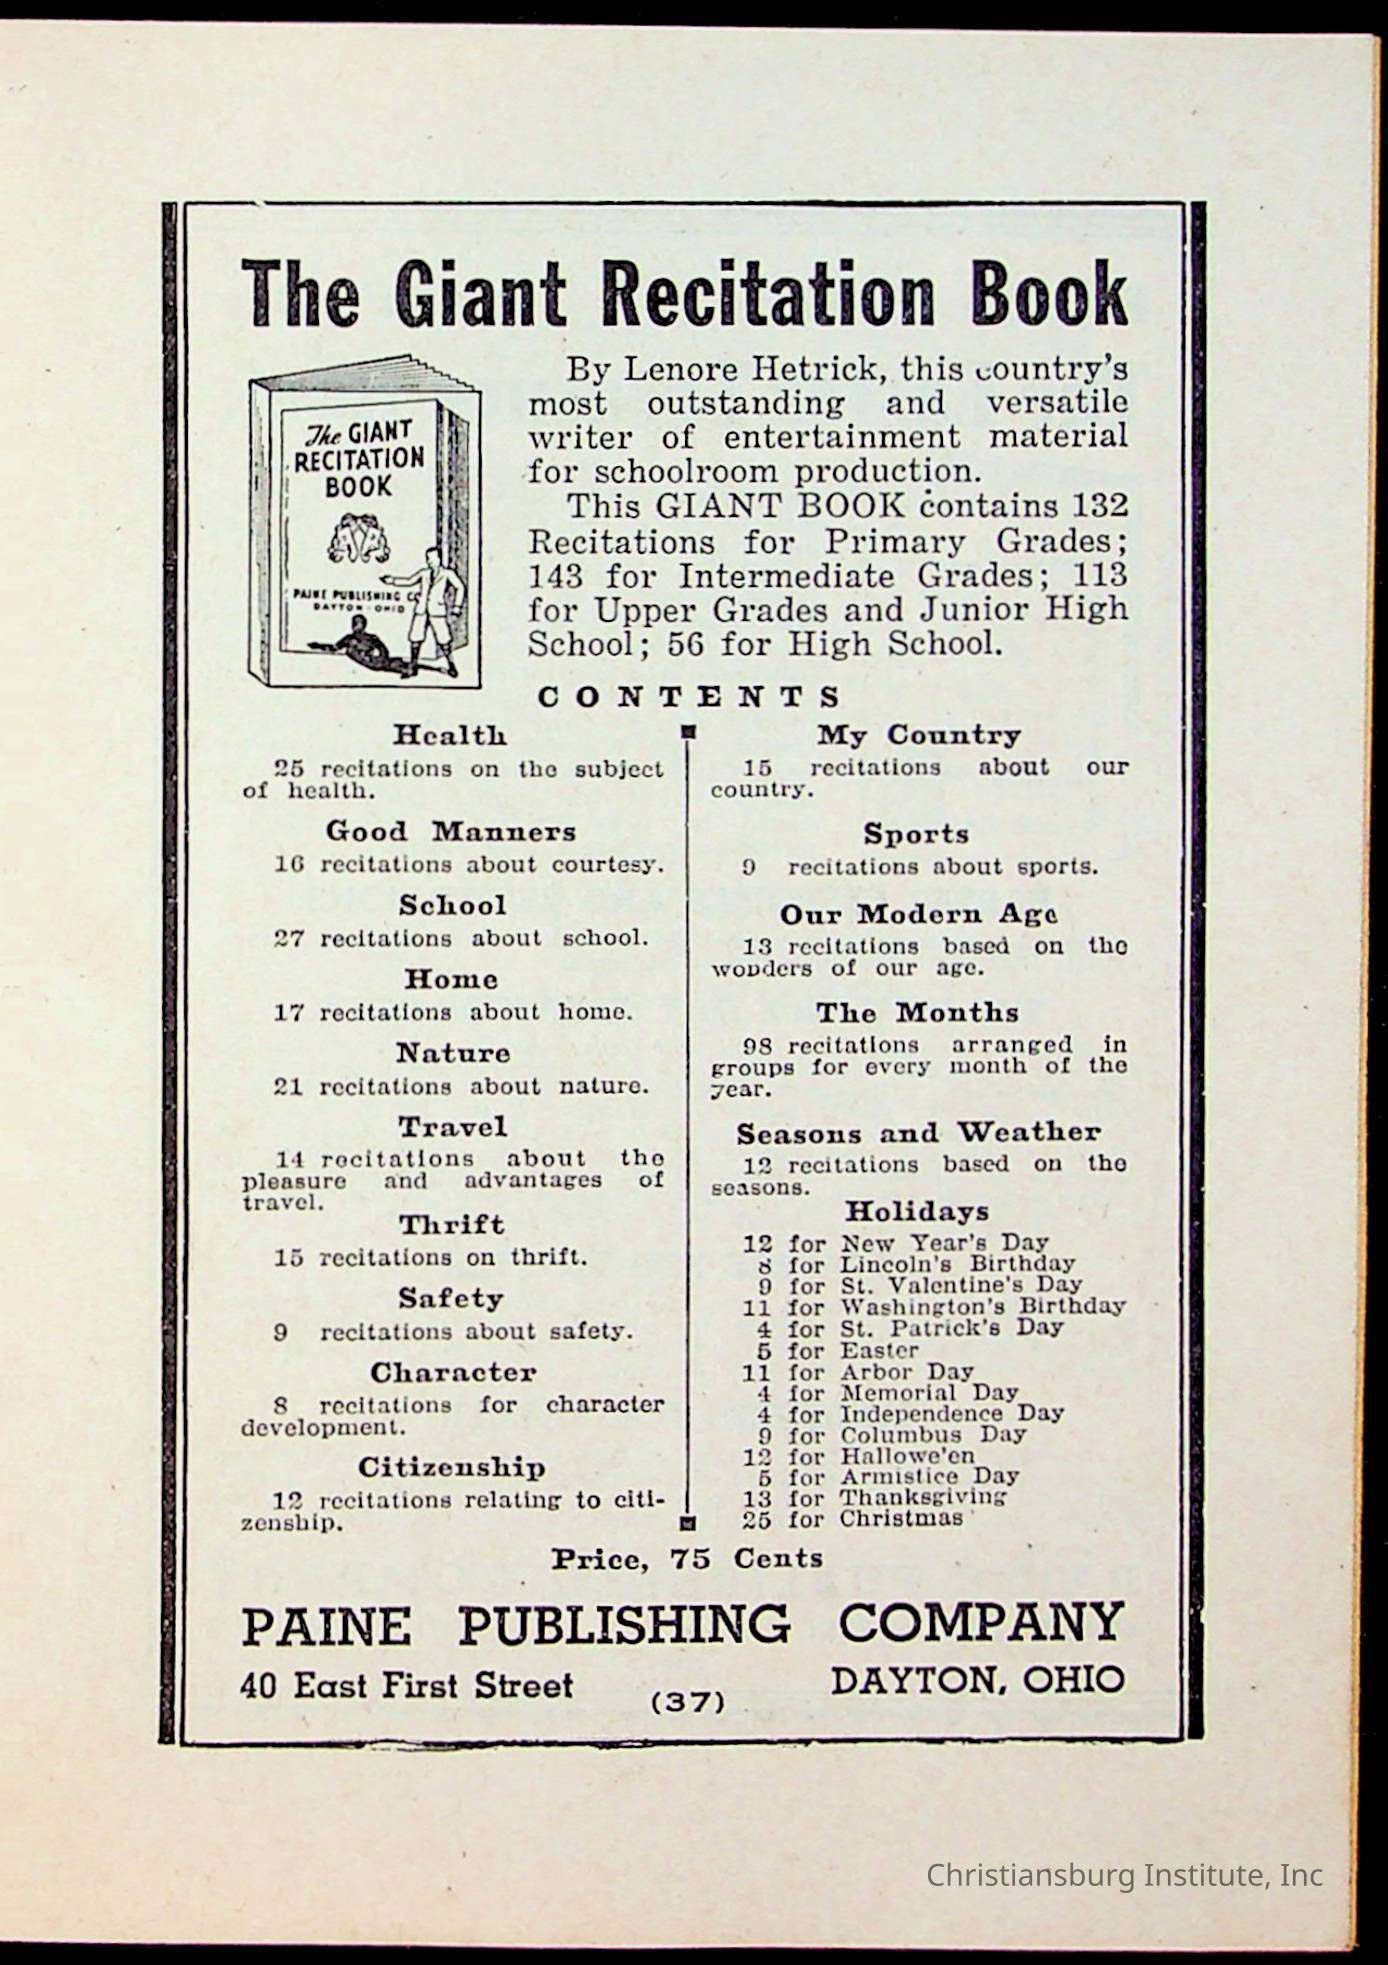 The Giant Recitation Book
The GIANT
RECITATION
BOOK
PAINE PUBLISHING CO
DAYTON OHIO
By Lenore Hetrick, this country's
most outstanding and versatile
writer of entertainment material
for schoolroom production.
This GIANT BOOK contains 132
Recitations for Primary Grades;
143 for Intermediate Grades; 113
for Upper Grades and Junior High
School; 56 for High School.
CONTENTS
Health
25 recitations on the subject
of health.
Good Manners
16 recitations about courtesy.
School
27 recitations about school.
Home
17 recitations about home.
Nature
21 recitations about nature.
Travel
14 recitations about the
pleasure and advantages of
travel.
Thrift
15 recitations on thrift.
Safety
9 recitations about safety.
Character
8 recitations for character
development.
Citizenship
12 recitations relating to citi-
zenship.
My Country
15 recitations about our
country.
Sports
9 recitations about sports.
Our Modern Age
13 recitations based on the
wonders of our age.
The Months
98 recitations arranged in
groups for every month of the
year.
Seasons and Weather
12 recitations based on the
seasons.
Holidays
12 for New Year's Day
8 for Lincoln's Birthday
9 for St. Valentine's Day
11 for Washington's Birthday
4 for St. Patrick's Day
5 for Easter
11 for Arbor Day
4 for Memorial Day
4 for Independence Day
9 for Columbus Day
12 for Hallowe'en
5 for Armistice Day
13 for Thanksgiving
25 for Christmas
Price, 75 Cents
PAINE PUBLISHING COMPANY
40 East First Street (37) DAYTON, OHIO
Christiansburg Institute, Inc